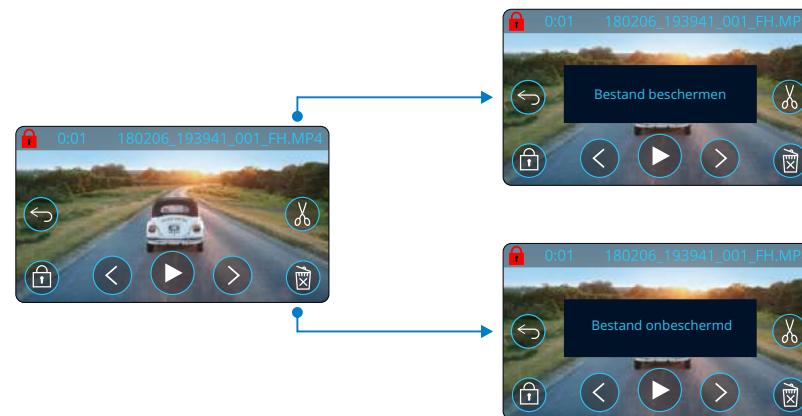 0:01 180206_193941_001_FH.MP4
0:01 180206_193941_001_FH.MP
Bestand beschermen
0:01 180206_193941_001_FH.MP
Bestand onbeschermd